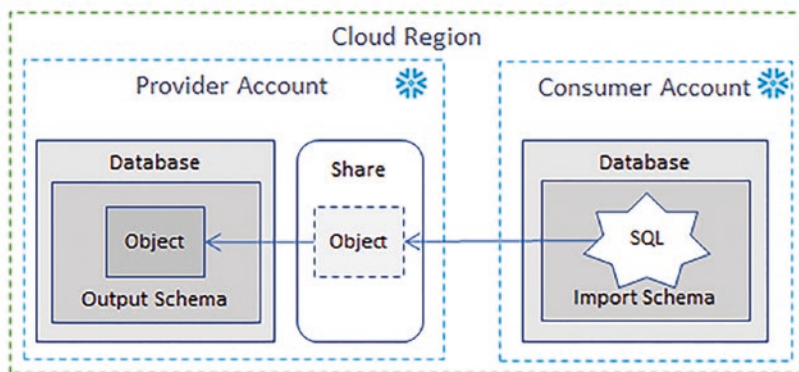 Cloud Region
Provider Account
Consumer Account
Database
Share
Database
Object
Object
SQL
Output Schema
Import Schema